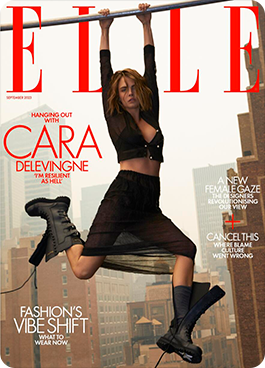 ELLE
SEPTEMBER 2022
HANGING OUT
WITH
CARA
DELEVINGNE
'I'M RESILIENT
AS HELL'
A NEW
FEMALE GAZE
THE DESIGNERS
REVOLUTIONISING
OUR VIEW
+
CANCEL THIS
WHERE BLAME
CULTURE
WENT WRONG
FASHION'S
VIBE SHIFT
WHAT TO
WEAR NOW